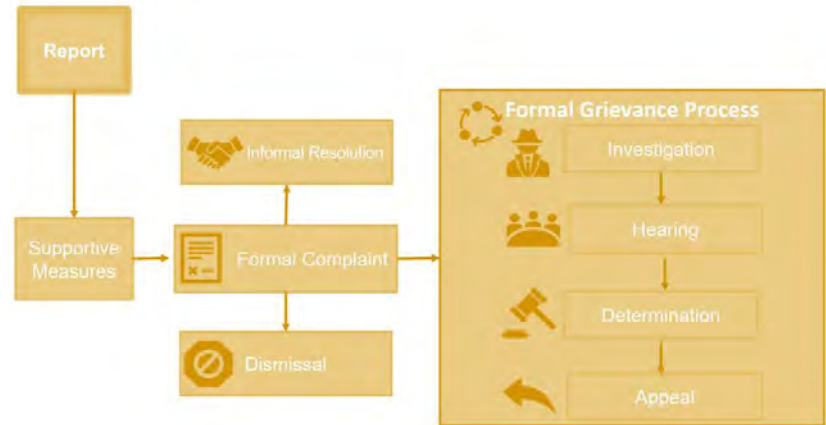 Report
Supportive
Measures
Informal Resolution
Formal Complaint
Dismissal
Formal Grievance Process
Investigation
Hearing
Determination
Appeal